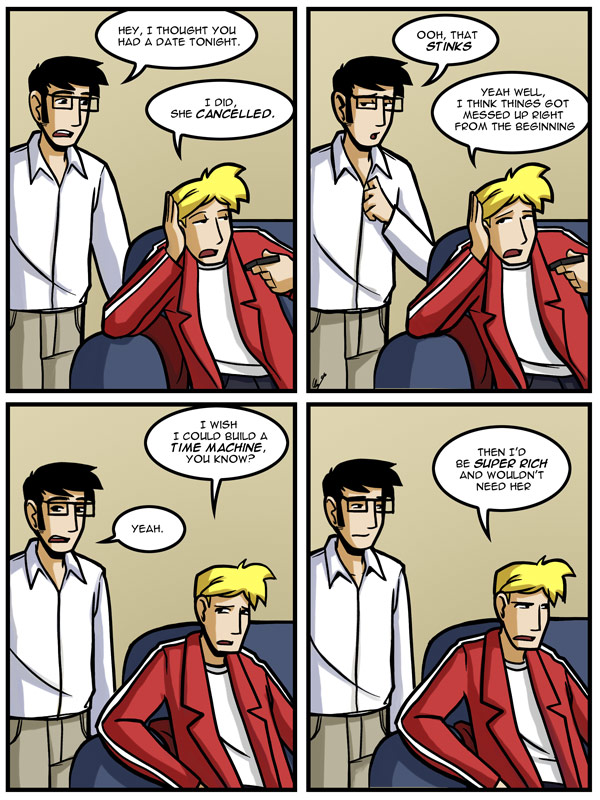 HEY, I THOUGHT YOU
HAD A DATE TONIGHT.
I DID,
SHE CANCELLED.
OOH, THAT
STINKS
YEAH WELL,
I THINK THINGS GOT
MESSED UP RIGHT
FROM THE BEGINNING
I WISH
I COULD BUILD A
TIME MACHINE,
YOU KNOW?
YEAH.
THEN I'D
BE SUPER RICH
AND WOULDN'T
NEED HER